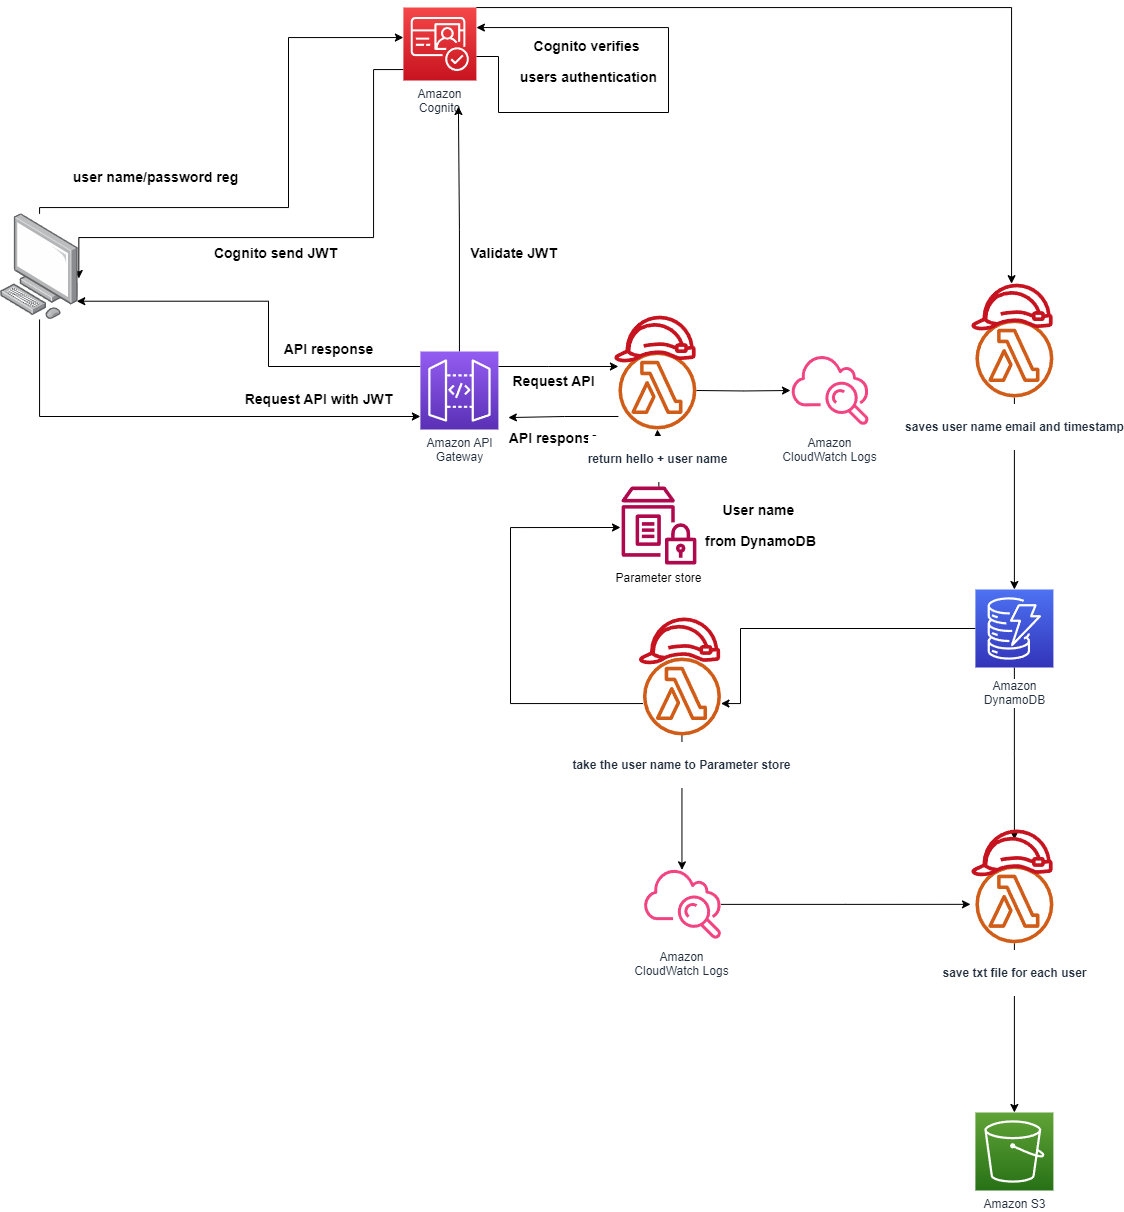 Cognito verifies
users authentication
Amazon
Cognito
user name/password reg
Cognito send JWT
Validate JWT
API response
Request API
Request API with JWT
API respons
Amazon API
Gateway
return hello + user name
Amazon
CloudWatch Logs
saves user name email and timestamp
User name
from DynamoDB
Parameter store
Amazon
DynamoDB
take the user name to Parameter store
Amazon
CloudWatch Logs
save txt file for each user
Amazon S3